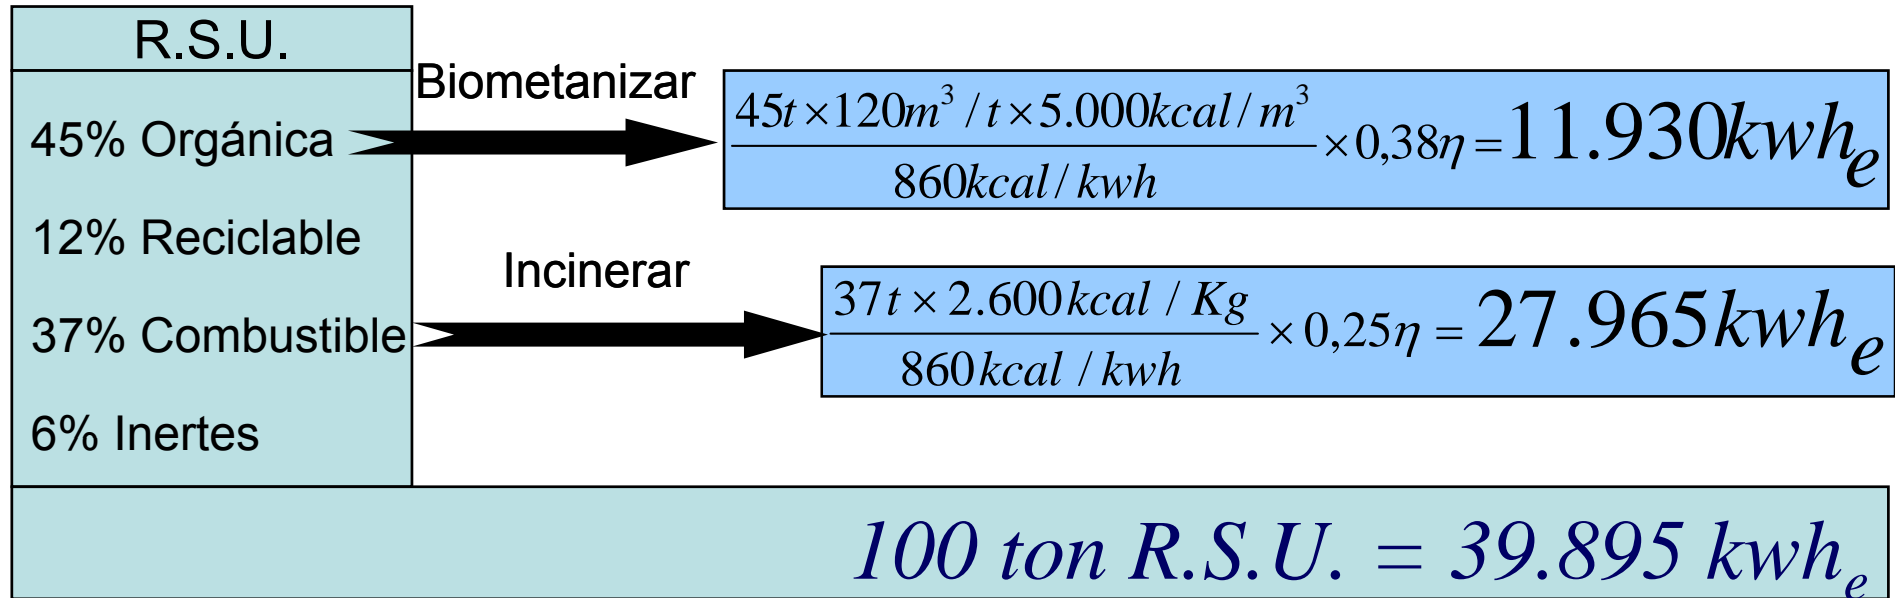 R.S.U.
Biometanizar
45% Orgánica
45t × 120m³ / t × 5.000kcal / m³
860kcal / kwh
× 0,38η = 11.930kwhₑ
12% Reciclable
Incinerar
37% Combustible
37t × 2.600kcal / Kg
860kcal / kwh
× 0,25η = 27.965kwhₑ
6% Inertes
100 ton R.S.U. = 39.895 kwhₑ